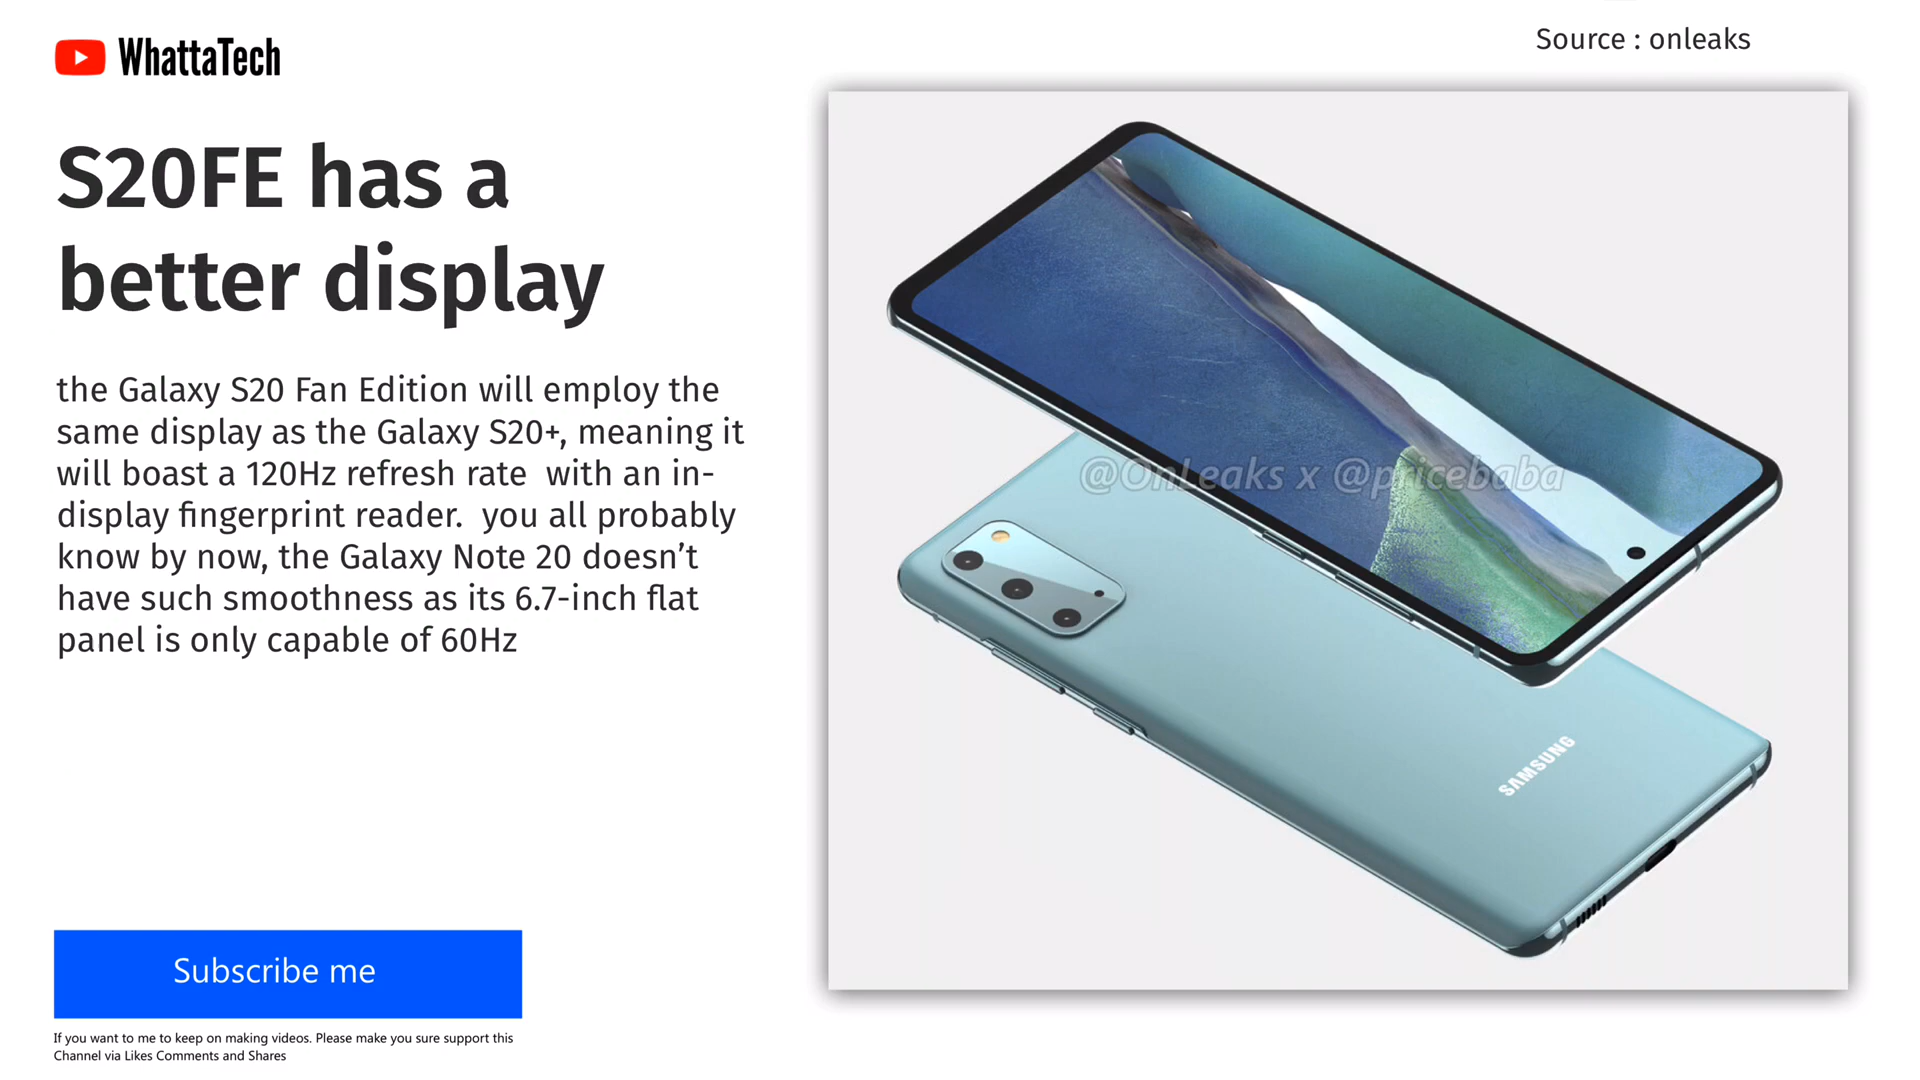 WhattaTech
Source : onleaks
S20FE has a
better display
the Galaxy S20 Fan Edition will employ the
same display as the Galaxy S20+, meaning it
will boast a 120Hz refresh rate  with an in-
display fingerprint reader.  you all probably
know by now, the Galaxy Note 20 doesn’t
have such smoothness as its 6.7-inch flat
panel is only capable of 60Hz
@OnLeaks x @pricebaba
SAMSUNG
Subscribe me
If you want to me to keep on making videos. Please make you sure support this
Channel via Likes Comments and Shares